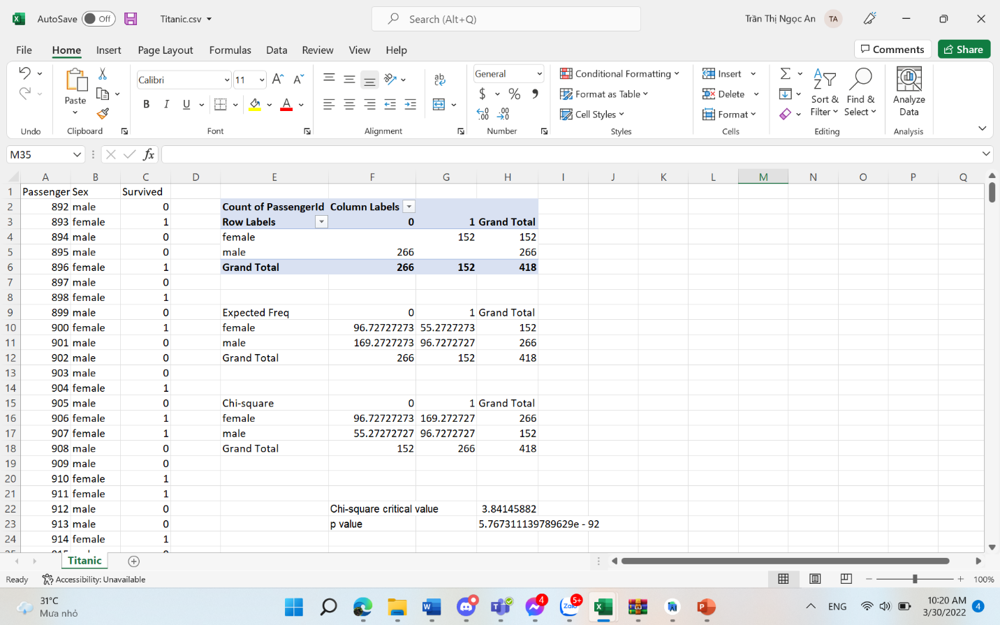 AutoSave Off Titanic.csv Search (Alt+Q) Trần Thị Ngọc An TA
File Home Insert Page Layout Formulas Data Review View Help Comments Share
Calibri 11 General Conditional Formatting Insert
Paste Format as Table Delete Sort & Filter Find & Select Analyze Data
B I U $ % Cell Styles Format
Undo Clipboard Font Alignment Number Styles Cells Editing Analysis
M35 fx
A B C D E F G H I J K L M N O P Q
1 Passenger Sex Survived
2 892 male 0 Count of PassengerId Column Labels
3 893 female 1 Row Labels 0 1 Grand Total
4 894 male 0 female 152 152
5 895 male 0 male 266 266
6 896 female 1 Grand Total 266 152 418
7 897 male 0
8 898 female 1
9 899 male 0 Expected Freq 0 1 Grand Total
10 900 female 1 female 96.72727273 55.2727273 152
11 901 male 0 male 169.2727273 96.7272727 266
12 902 male 0 Grand Total 266 152 418
13 903 male 0
14 904 female 1
15 905 male 0 Chi-square 0 1 Grand Total
16 906 female 1 female 96.72727273 169.272727 266
17 907 female 1 male 55.27272727 96.7272727 152
18 908 male 0 Grand Total 152 266 418
19 909 male 0
20 910 female 1
21 911 female 1
22 912 male 0 Chi-square critical value 3.84145882
23 913 male 0 p value 5.767311139789629e - 92
24 914 female 1
Titanic
Ready Accessibility: Unavailable 100%
31°C 10:20 AM
Mưa nhỏ 4 5+ Zalo ENG 3/30/2022 4